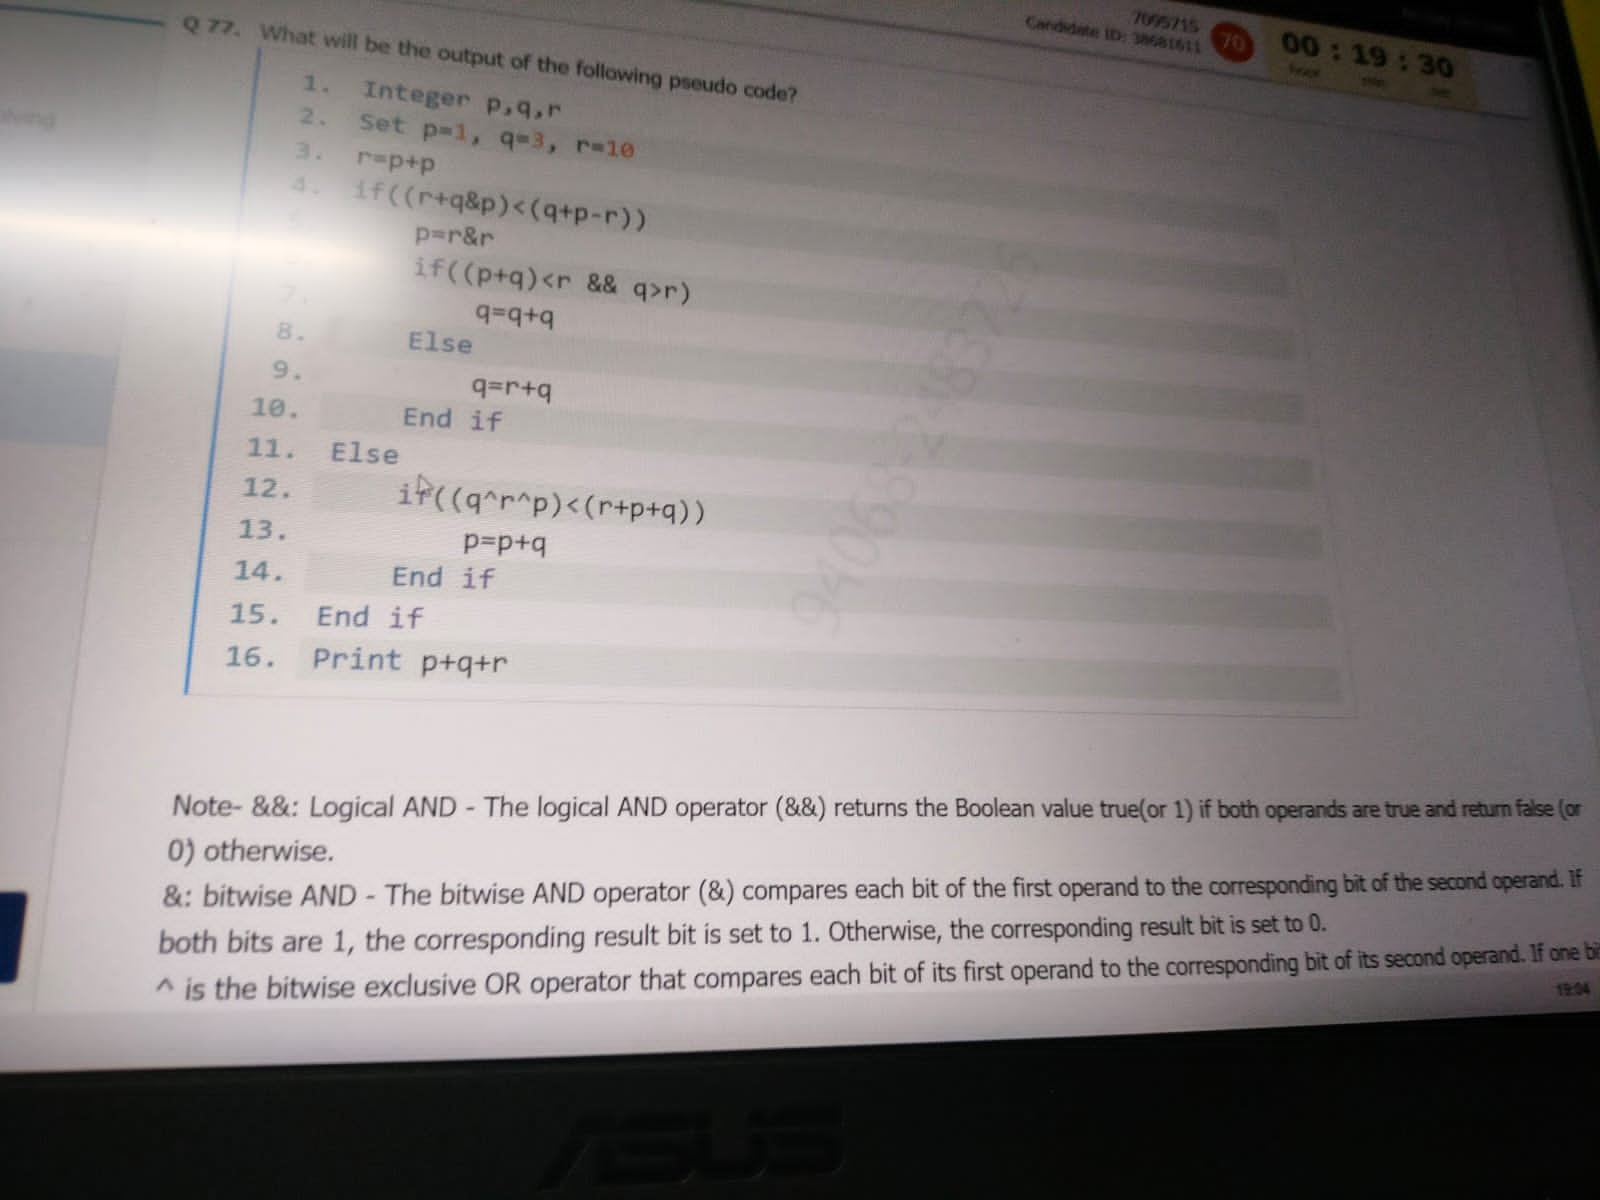 7095715
Candidate ID: 38681611
70
00 : 19 : 30
hour min sec
Q 77. What will be the output of the following pseudo code?
1. Integer p,q,r
2. Set p=1, q=3, r=10
3. r=p+p
4. if((r+q&p)<(q+p-r))
p=r&r
if((p+q)<r && q>r)
7. q=q+q
8. Else
9. q=r+q
10. End if
11. Else
12. if((q^r^p)<(r+p+q))
13. p=p+q
14. End if
15. End if
16. Print p+q+r
Note- &&: Logical AND - The logical AND operator (&&) returns the Boolean value true(or 1) if both operands are true and return false (or
0) otherwise.
&: bitwise AND - The bitwise AND operator (&) compares each bit of the first operand to the corresponding bit of the second operand. If
both bits are 1, the corresponding result bit is set to 1. Otherwise, the corresponding result bit is set to 0.
^ is the bitwise exclusive OR operator that compares each bit of its first operand to the corresponding bit of its second operand. If one bi
19:04
ASUS